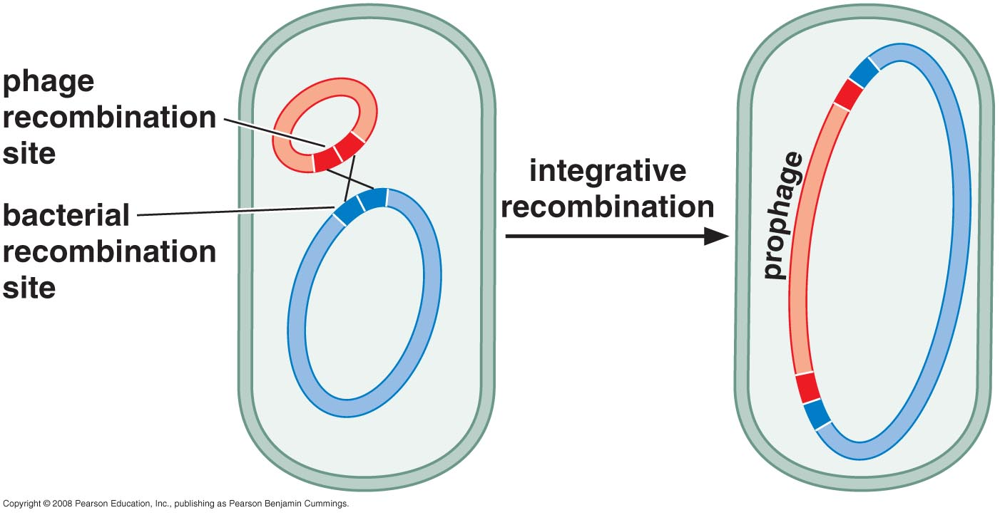 phage
recombination
site
bacterial
recombination
site
integrative
recombination
prophage
Copyright © 2008 Pearson Education, Inc., publishing as Pearson Benjamin Cummings.